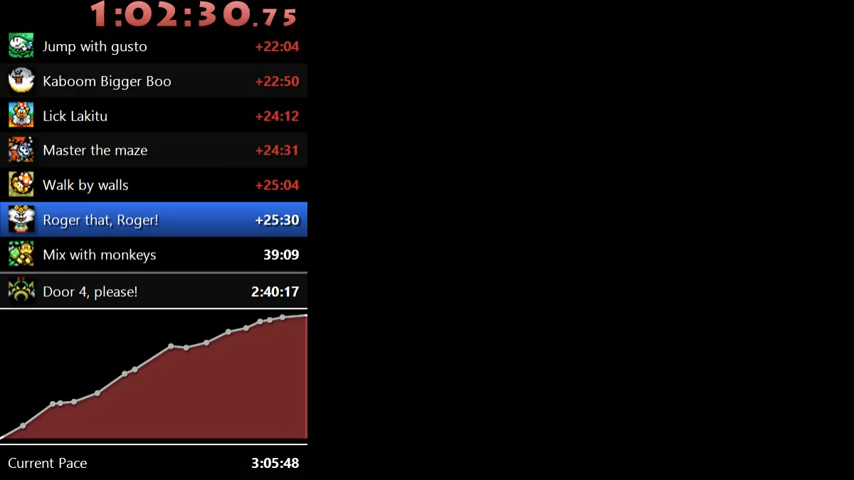 1:02:30.75
Jump with gusto +22:04
Kaboom Bigger Boo +22:50
Lick Lakitu +24:12
Master the maze +24:31
Walk by walls +25:04
Roger that, Roger! +25:30
Mix with monkeys 39:09
Door 4, please! 2:40:17
Current Pace 3:05:48